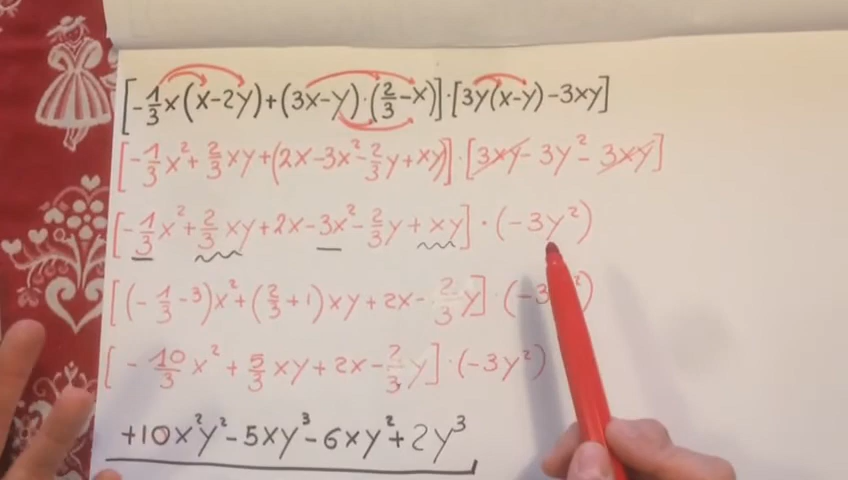 [-1/3x(x-2y)+(3x-y)·(2/3-x)]·[3y(x-y)-3xy]
[-1/3x²+2/3xy+(2x-3x²-2/3y+xy)]·[3xy-3y²-3xy]
[-1/3x²+2/3xy+2x-3x²-2/3y+xy]·(-3y²)
[(-1/3-3)x²+(2/3+1)xy+2x-2/3y]·(-3 ²)
[-10/3x²+5/3xy+2x-2/3y]·(-3y²)
+10x²y²-5xy³-6xy²+2y³